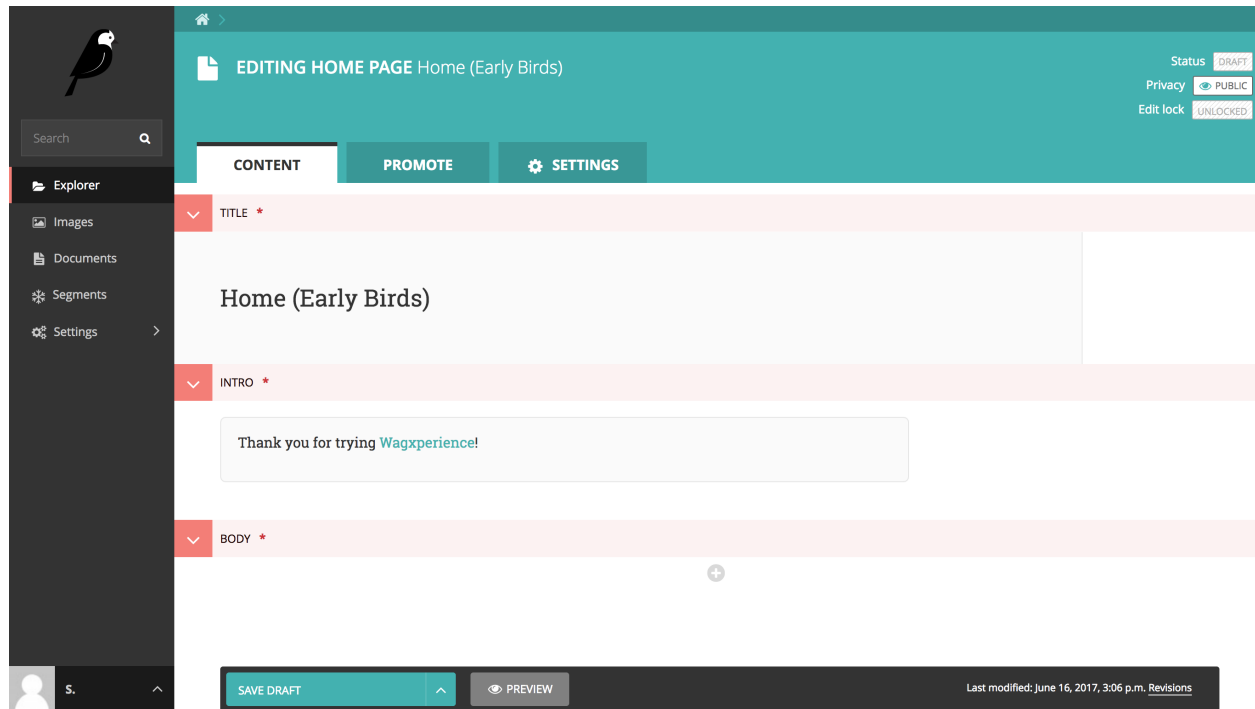 EDITING HOME PAGE Home (Early Birds)
Status DRAFT
Privacy PUBLIC
Edit lock UNLOCKED
Search
Explorer
Images
Documents
Segments
Settings
S.
CONTENT PROMOTE SETTINGS
TITLE *
Home (Early Birds)
INTRO *
Thank you for trying Wagxperience!
BODY *
SAVE DRAFT PREVIEW Last modified: June 16, 2017, 3:06 p.m. Revisions